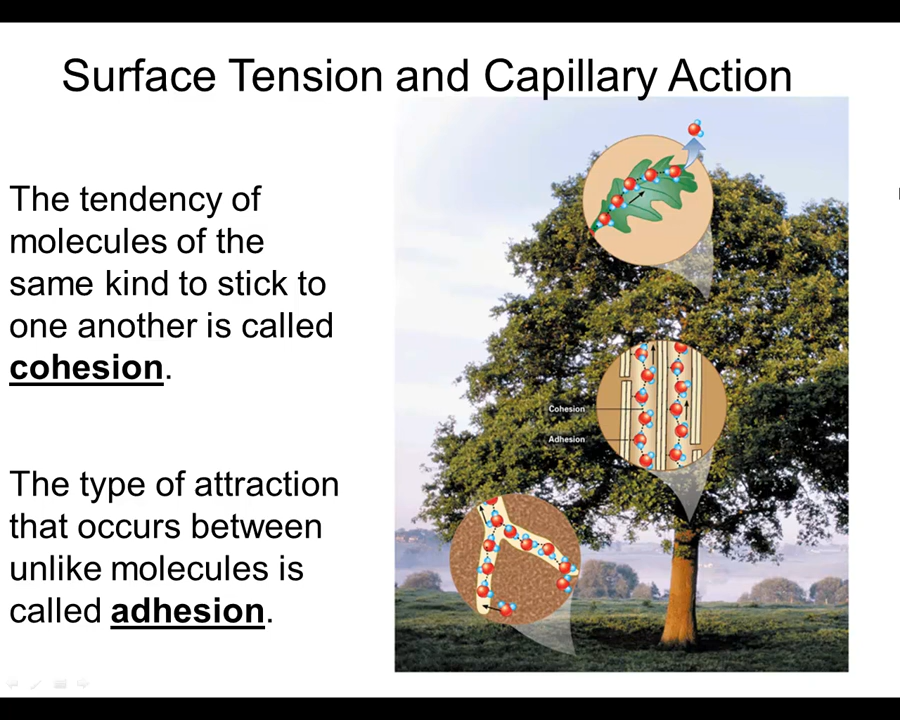 Surface Tension and Capillary Action
The tendency of
molecules of the
same kind to stick to
one another is called
cohesion.
The type of attraction
that occurs between
unlike molecules is
called adhesion.
Cohesion
Adhesion